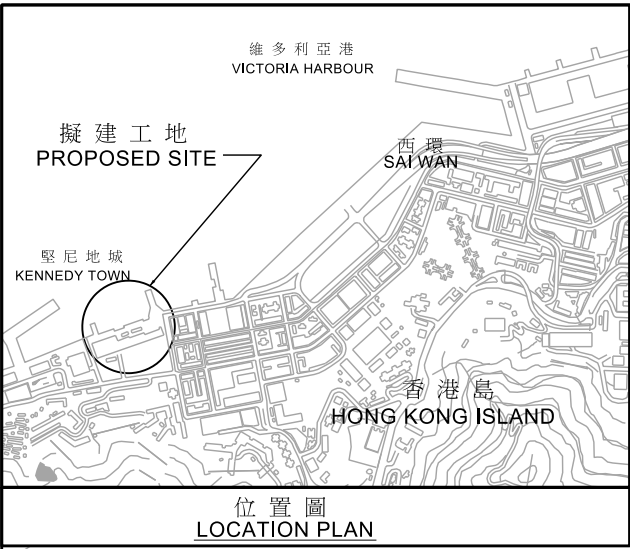 維多利亞港
VICTORIA HARBOUR
擬建工地
PROPOSED SITE
西環
SAI WAN
堅尼地城
KENNEDY TOWN
香港島
HONG KONG ISLAND
位置圖
LOCATION PLAN